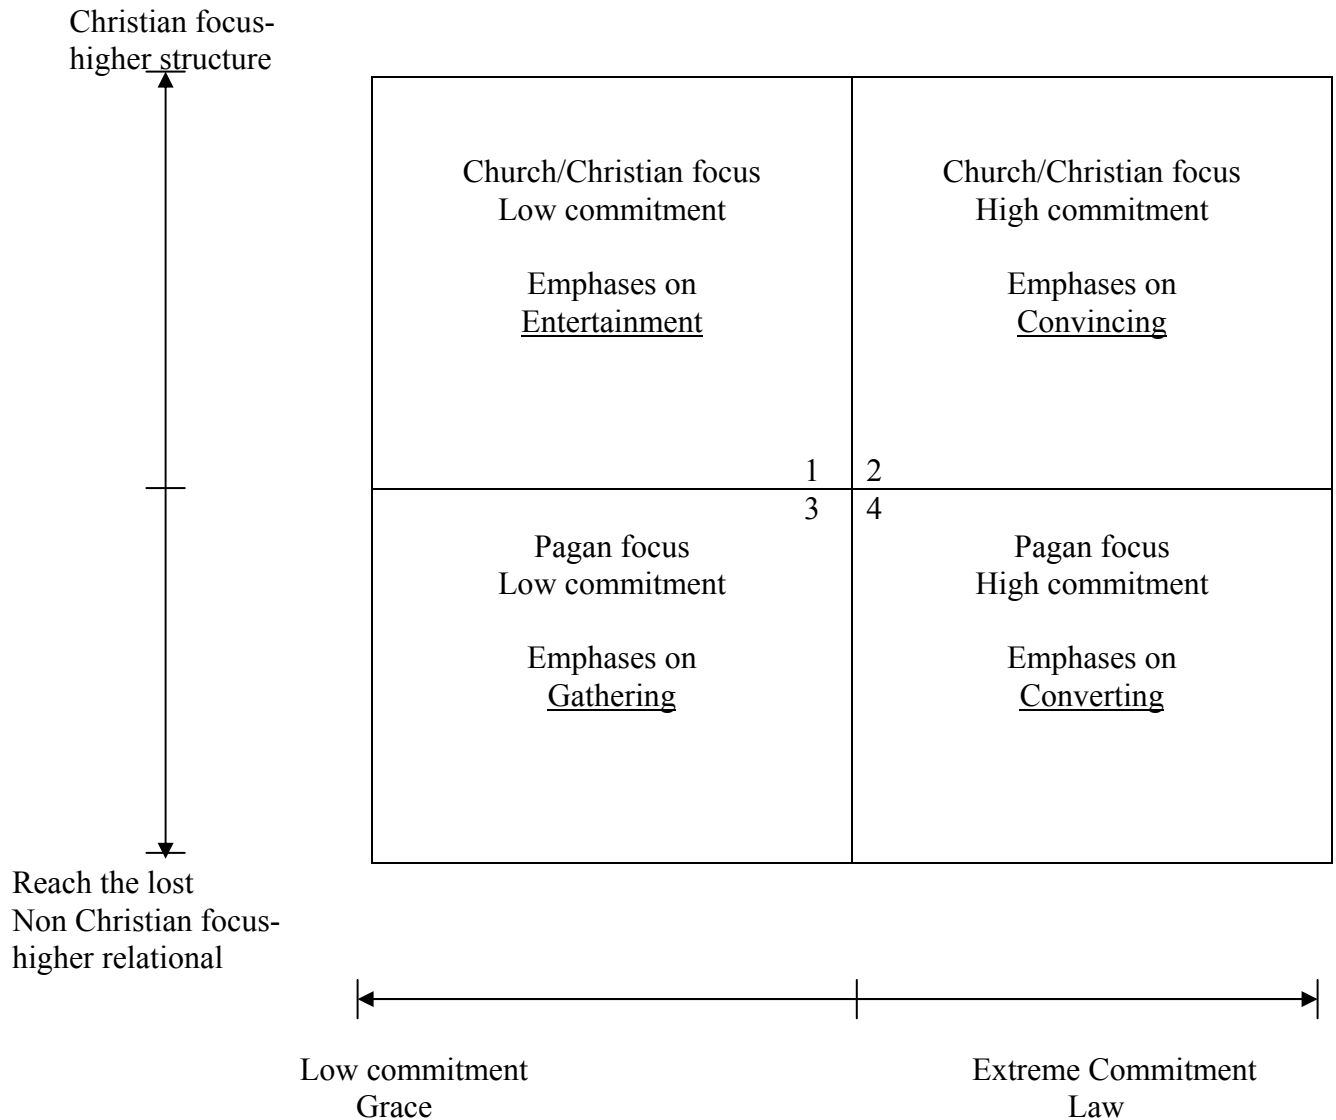 Christian focus-
higher structure
Church/Christian focus
Low commitment
Emphases on
Entertainment
1
Church/Christian focus
High commitment
Emphases on
Convincing
2
Pagan focus
Low commitment
Emphases on
Gathering
3
Pagan focus
High commitment
Emphases on
Converting
4
Reach the lost
Non Christian focus-
higher relational
Low commitment
Grace
Extreme Commitment
Law